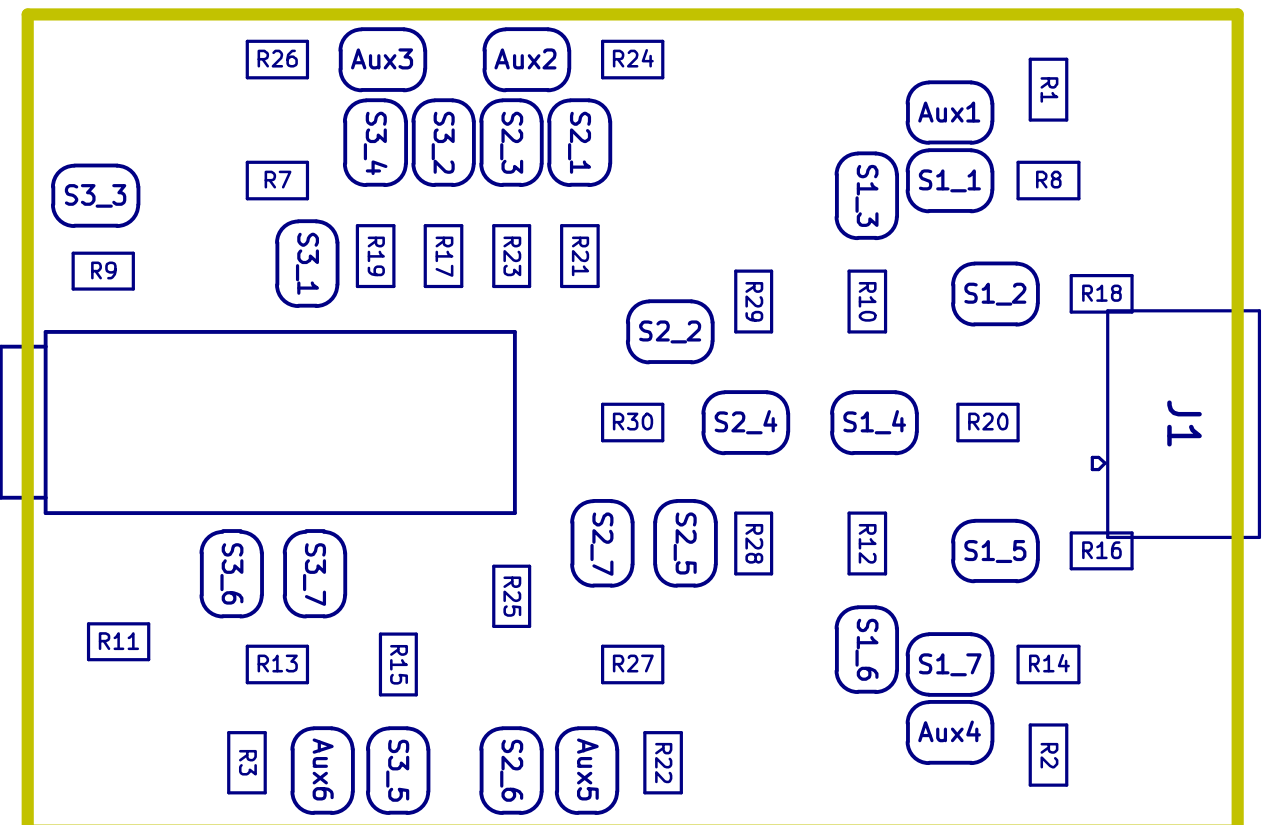 R26
Aux3
Aux2
R24
R1
Aux1
S3_4
S3_2
S2_3
S2_1
S3_3
R7
S1_3
S1_1
R8
R9
S3_1
R19
R17
R23
R21
R29
R10
S1_2
R18
S2_2
R30
S2_4
S1_4
R20
J1
S3_6
S3_7
S2_7
S2_5
R28
R12
S1_5
R16
R25
R11
R13
R15
R27
S1_6
S1_7
R14
R3
Aux6
S3_5
S2_6
Aux5
R22
Aux4
R2